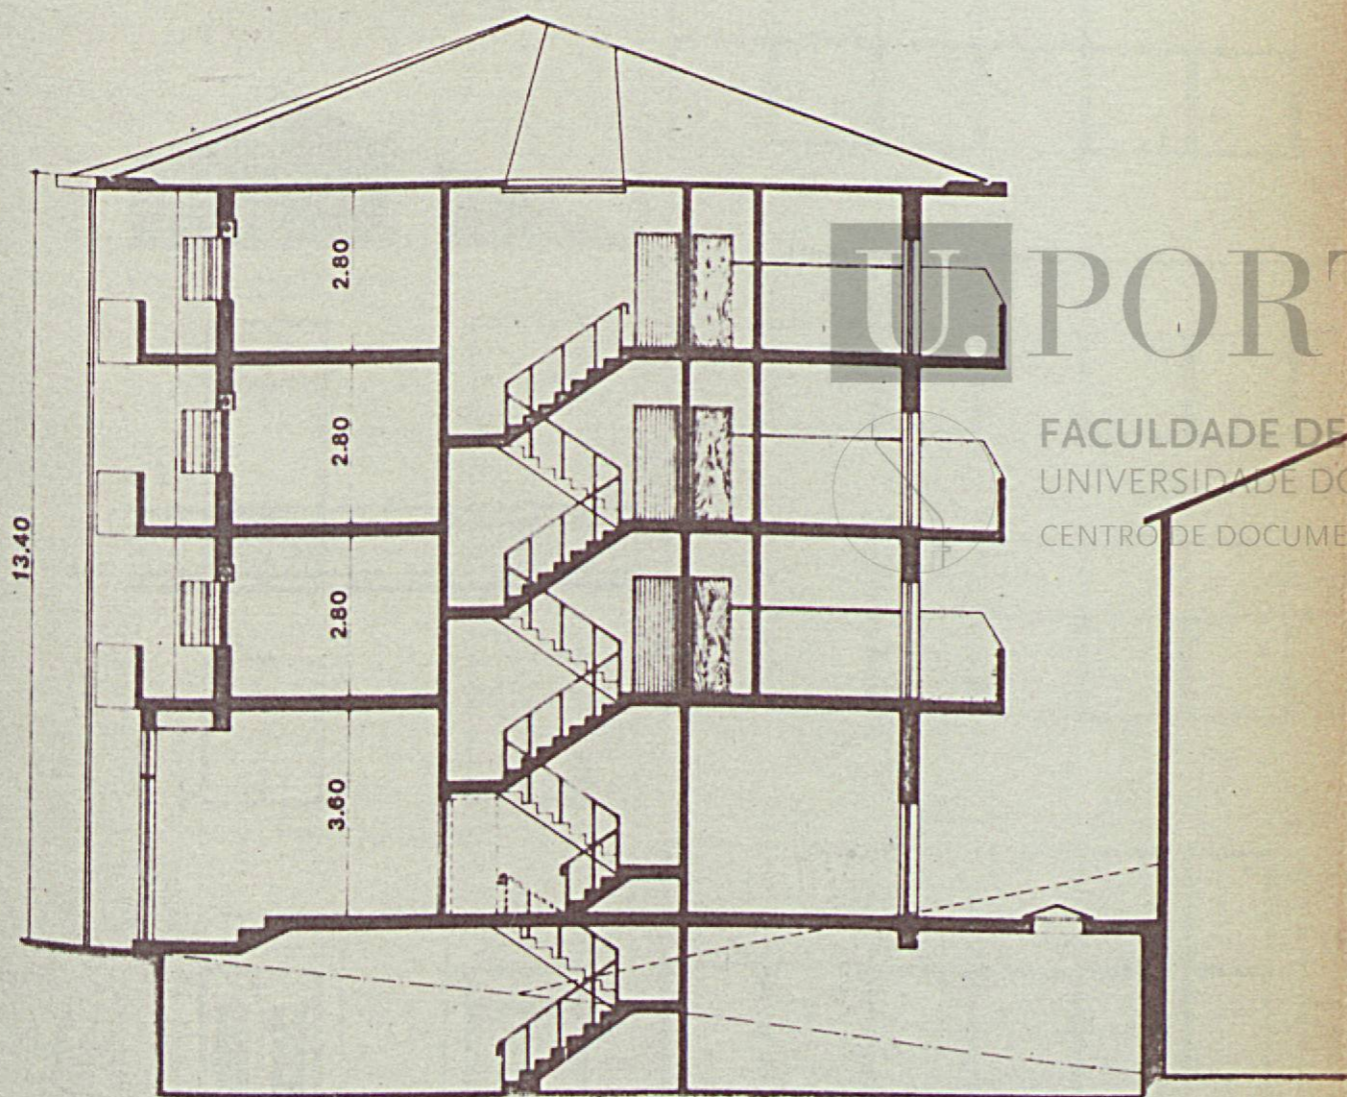 2.80
2.80
2.80
3.60
13.40
U. PORT
FACULDADE DE
UNIVERSIDADE DO
CENTRO DE DOCUME